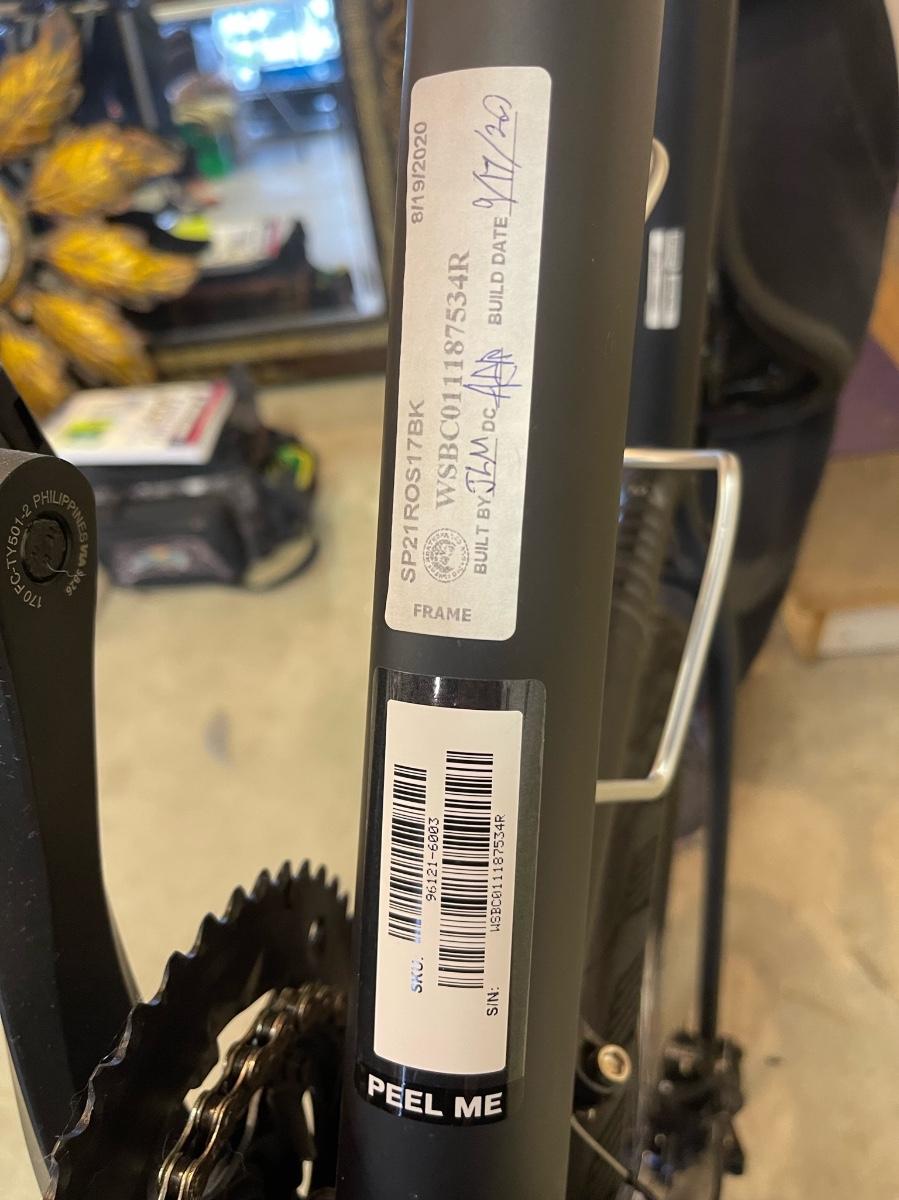 SP21ROS17BK 8/19/2020
WSBC011187534R
BUILT BY JLM DC BUILD DATE 9/17/20
FRAME
SKU:
96121-6003
S/N: WSBC011187534R
PEEL ME
170 FC-TY501-2 PHILIPPINES VIA